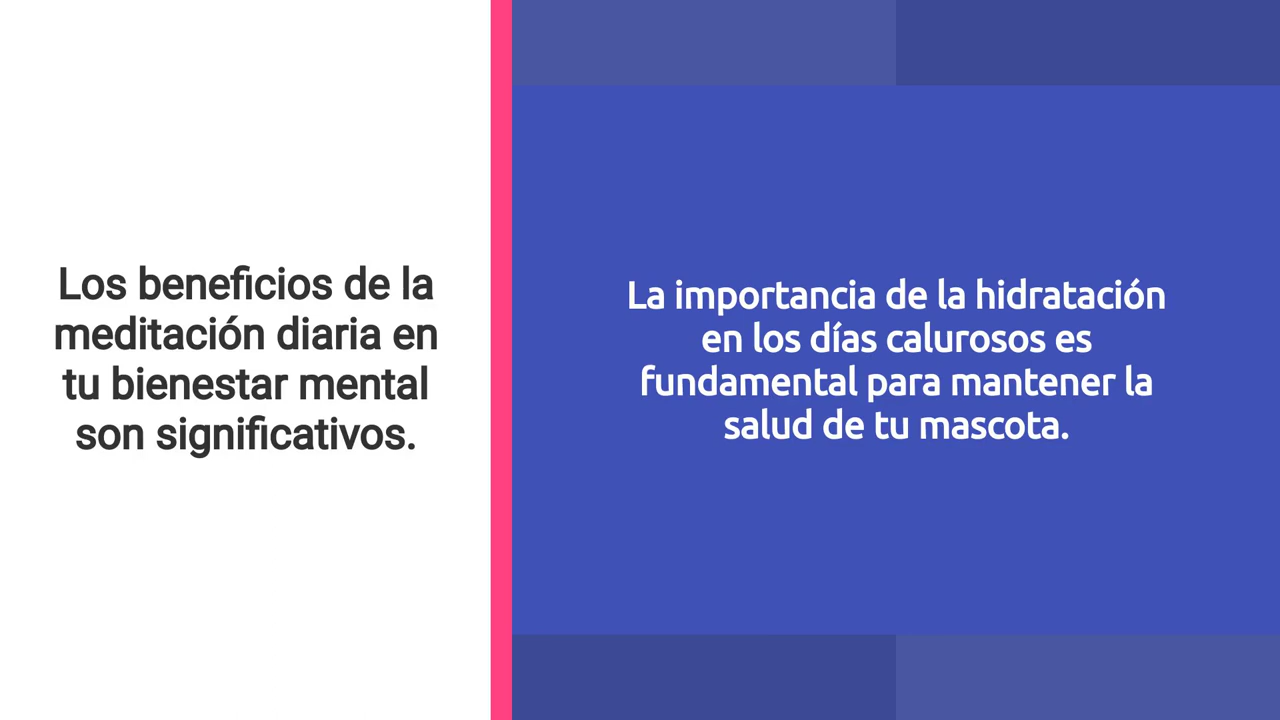 Los beneficios de la
meditación diaria en
tu bienestar mental
son significativos.
La importancia de la hidratación
en los días calurosos es
fundamental para mantener la
salud de tu mascota.